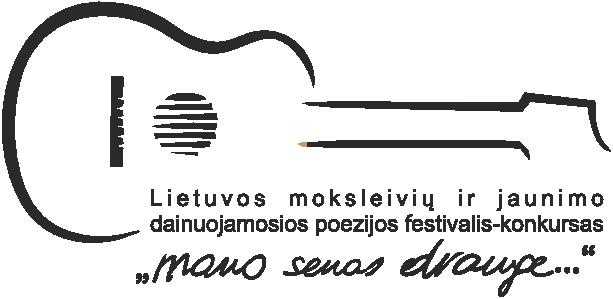 Lietuvos moksleivių ir jaunimo
dainuojamosios poezijos festivalis-konkursas
„mano senas drauge...“